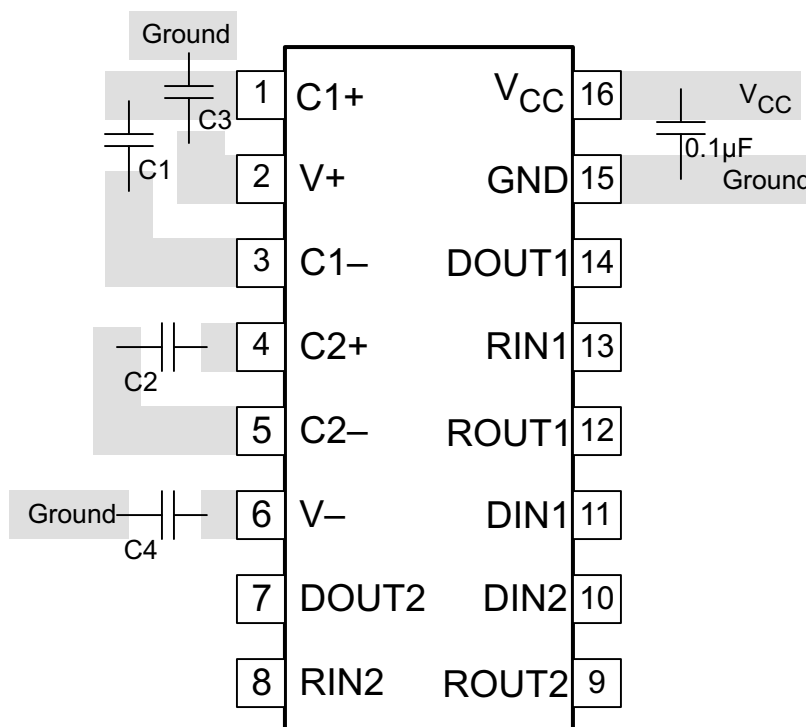 Ground
1 C1+ VCC 16 VCC
C3
C1
0.1µF
2 V+ GND 15 Ground
3 C1– DOUT1 14
4 C2+ RIN1 13
C2
5 C2– ROUT1 12
Ground 6 V– DIN1 11
C4
7 DOUT2 DIN2 10
8 RIN2 ROUT2 9